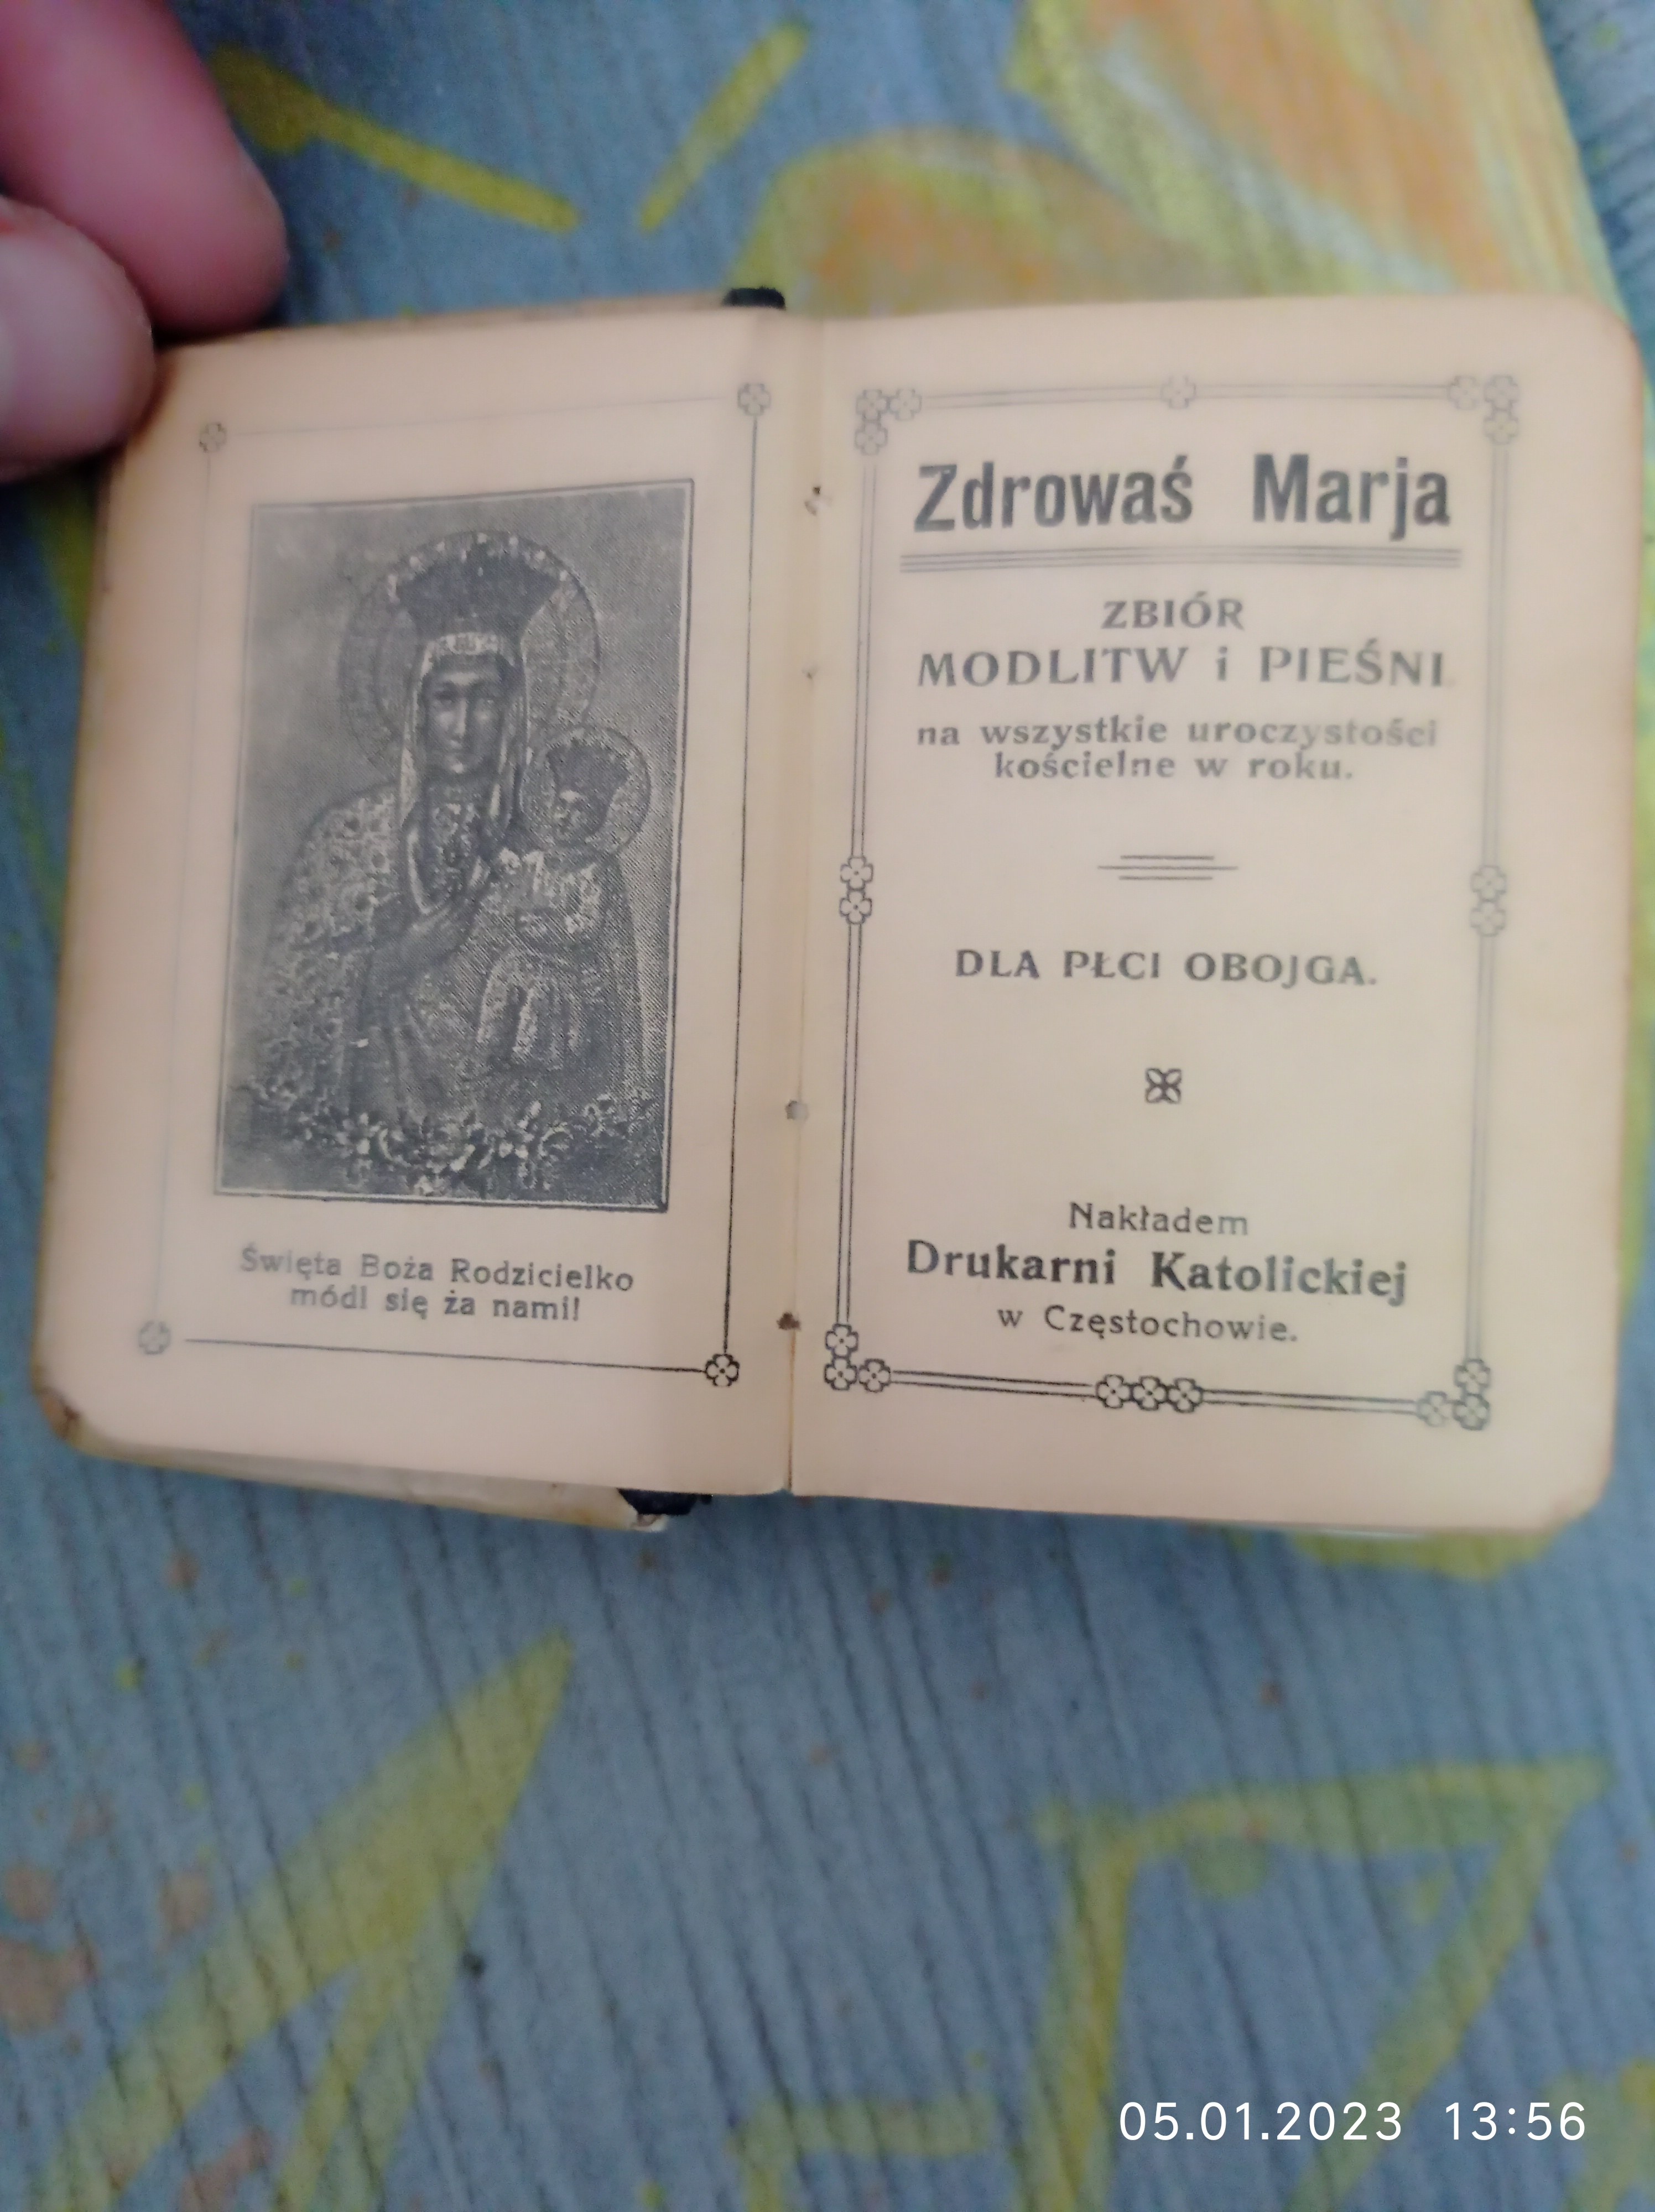 Święta Boża Rodzicielko
módl się ża nami!
Zdrowaś Marja
ZBIÓR
MODLITW i PIEŚNI
na wszystkie uroczystości
kościelne w roku.
DLA PŁCI OBOJGA.
Nakładem
Drukarni Katolickiej
w Częstochowie.
05.01.2023 13:56